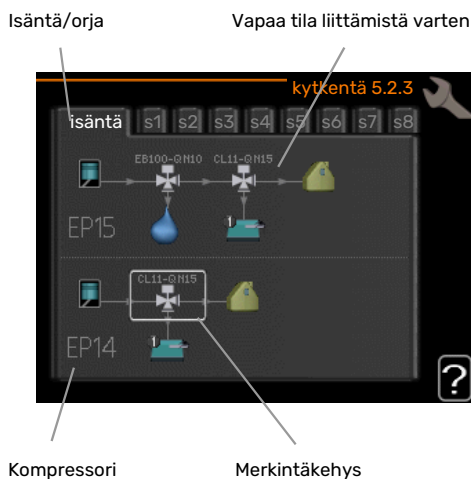 Isäntä/orja
Vapaa tila liittämistä varten
kytkentä 5.2.3
isäntä s1 s2 s3 s4 s5 s6 s7 s8
EB100-QN10 CL11-QN15
EP15
1
CL11-QN15
EP14
1
?
Kompressori
Merkintäkehys